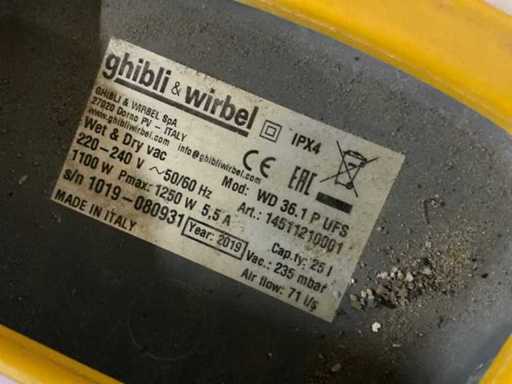 ghibli & wirbel
GHIBLI & WIRBEL SpA
27020 Dorno PV - ITALY
www.ghibliwirbel.com info@ghibliwirbel.com
IPX4
CE EAC
Wet & Dry vac Mod: WD 36.1 P UFS
220-240 V ~50/60 Hz Art.: 14511210001
1100 W Pmax: 1250 W 5,5 A Cap.ty: 25 l
s/n 1019-080931 Year: 2019 Vac.: 235 mbar
MADE IN ITALY Air flow: 71 l/s